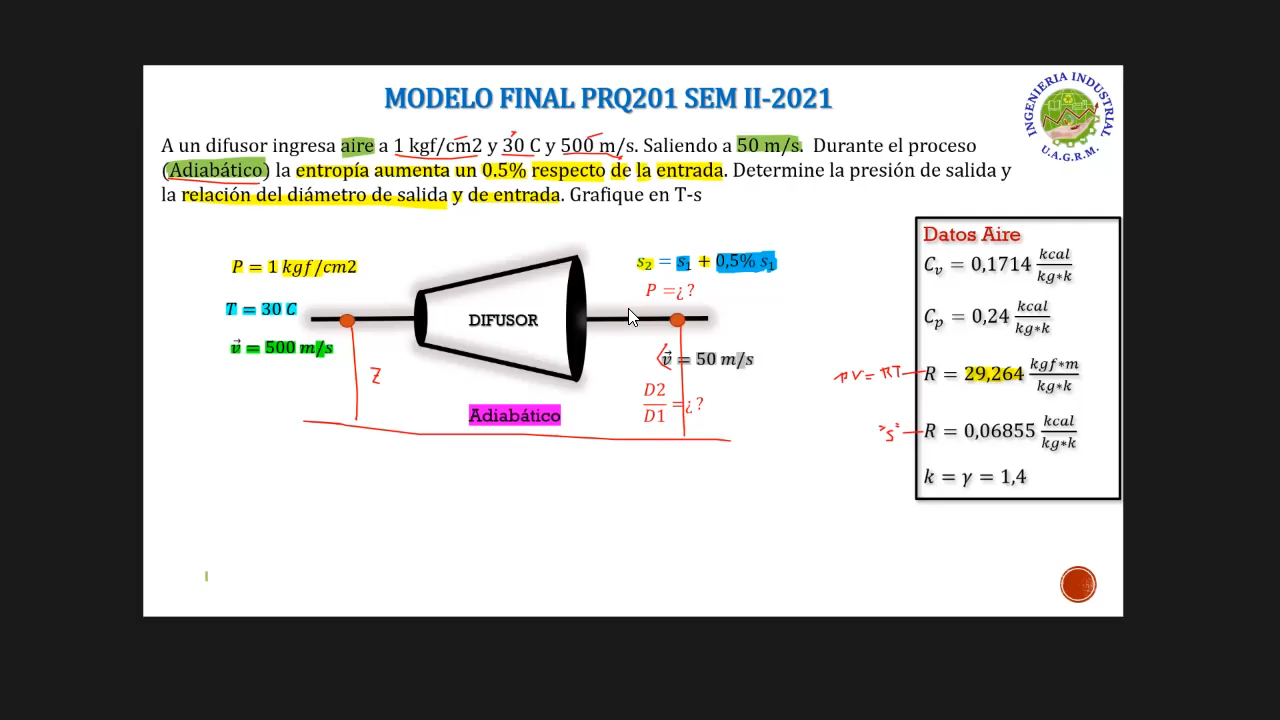 MODELO FINAL PRQ201 SEM II-2021
INGENIERIA INDUSTRIAL
U.A.G.R.M.
A un difusor ingresa aire a 1 kgf/cm2 y 30 C y 500 m/s. Saliendo a 50 m/s. Durante el proceso
(Adiabático) la entropía aumenta un 0.5% respecto de la entrada. Determine la presión de salida y
la relación del diámetro de salida y de entrada. Grafique en T-s
P = 1 kgf/cm2
T = 30 C
v⃗ = 500 m/s
Z
DIFUSOR
Adiabático
s₂ = s₁ + 0,5% s₁
P =¿?
v⃗ = 50 m/s
D2/D1 =¿?
Datos Aire
Cᵥ = 0,1714 kcal/kg*k
Cₚ = 0,24 kcal/kg*k
PV = RT
R = 29,264 kgf*m/kg*k
"S"
R = 0,06855 kcal/kg*k
k = γ = 1,4